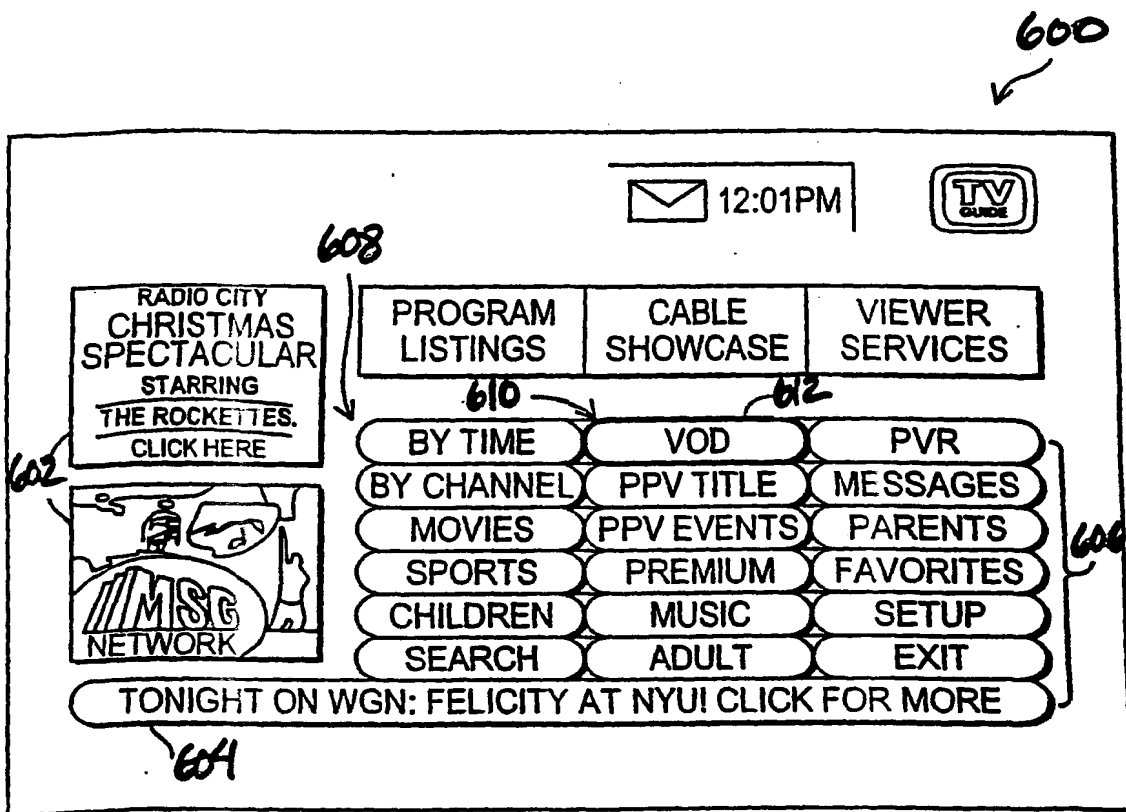 600
12:01PM
TV
GUIDE
608
RADIO CITY
CHRISTMAS
SPECTACULAR
STARRING
THE ROCKETTES.
CLICK HERE
PROGRAM
LISTINGS
CABLE
SHOWCASE
VIEWER
SERVICES
610
612
BY TIME
VOD
PVR
602
BY CHANNEL
PPV TITLE
MESSAGES
MOVIES
PPV EVENTS
PARENTS
606
SPORTS
PREMIUM
FAVORITES
MSG
NETWORK
CHILDREN
MUSIC
SETUP
SEARCH
ADULT
EXIT
TONIGHT ON WGN: FELICITY AT NYU! CLICK FOR MORE
604